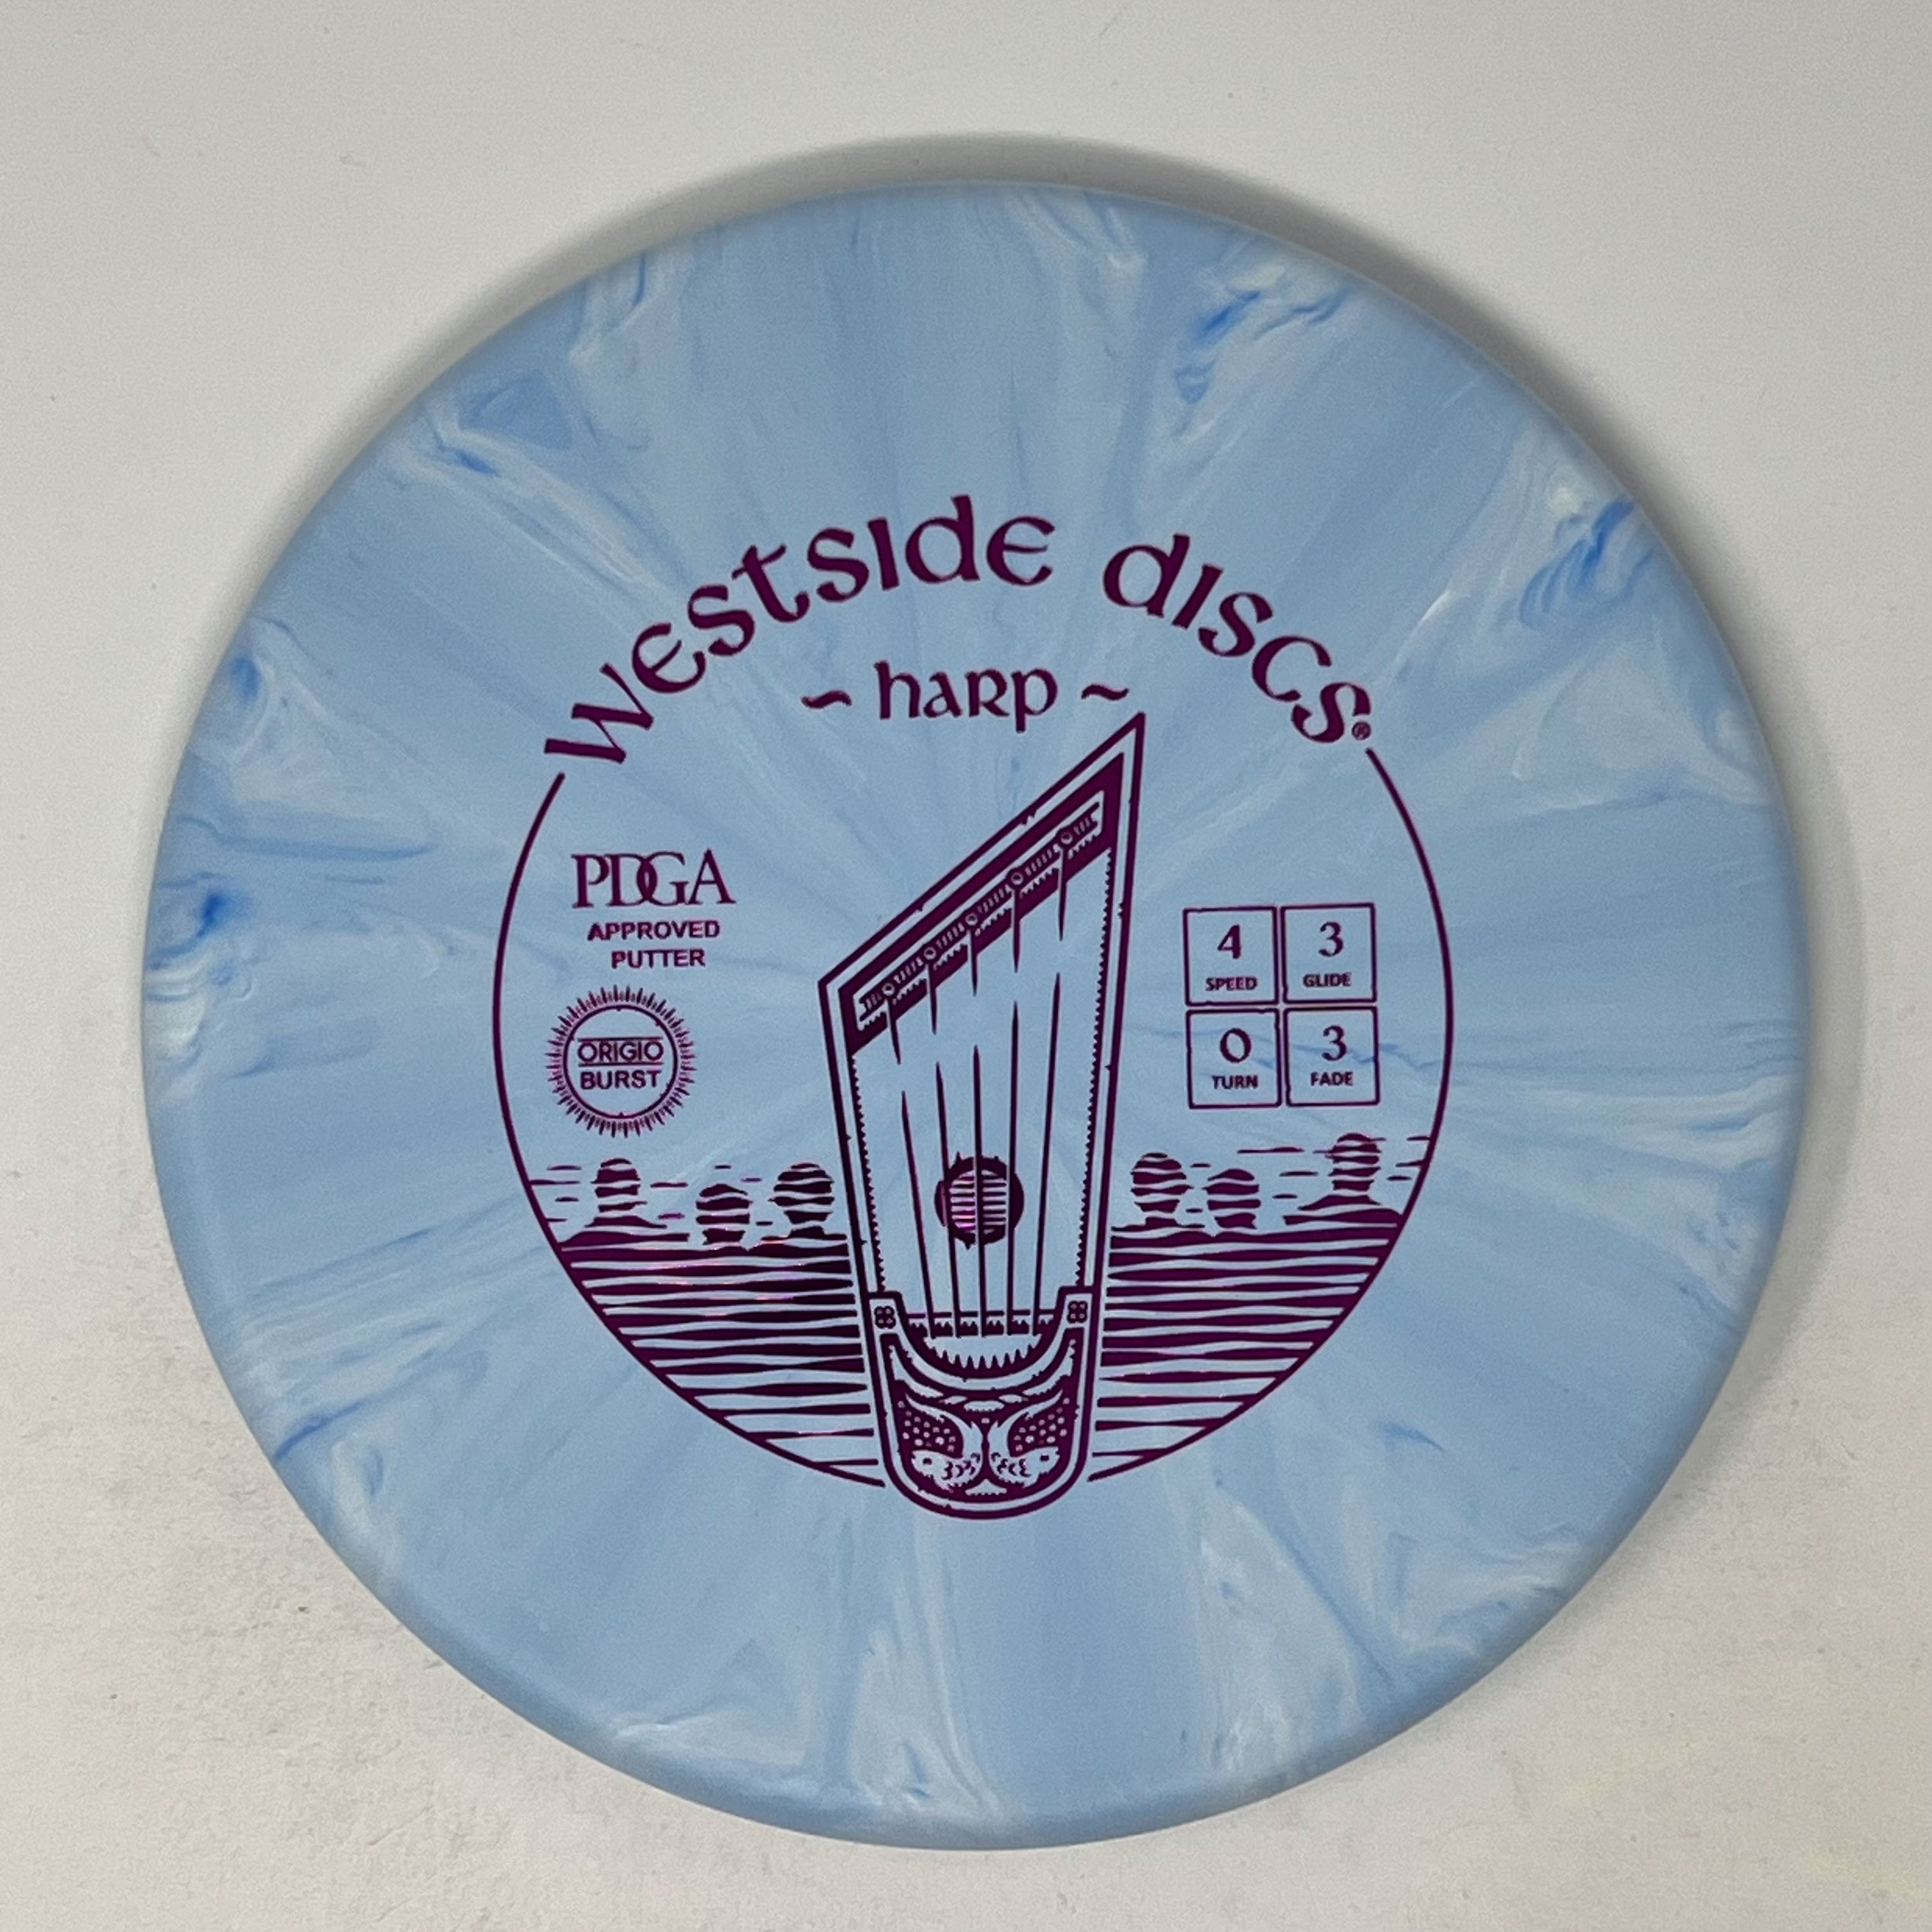 westside discs®
~ harp ~
PDGA
APPROVED
PUTTER
ORIGIO
BURST
4 3
SPEED GLIDE
0 3
TURN FADE